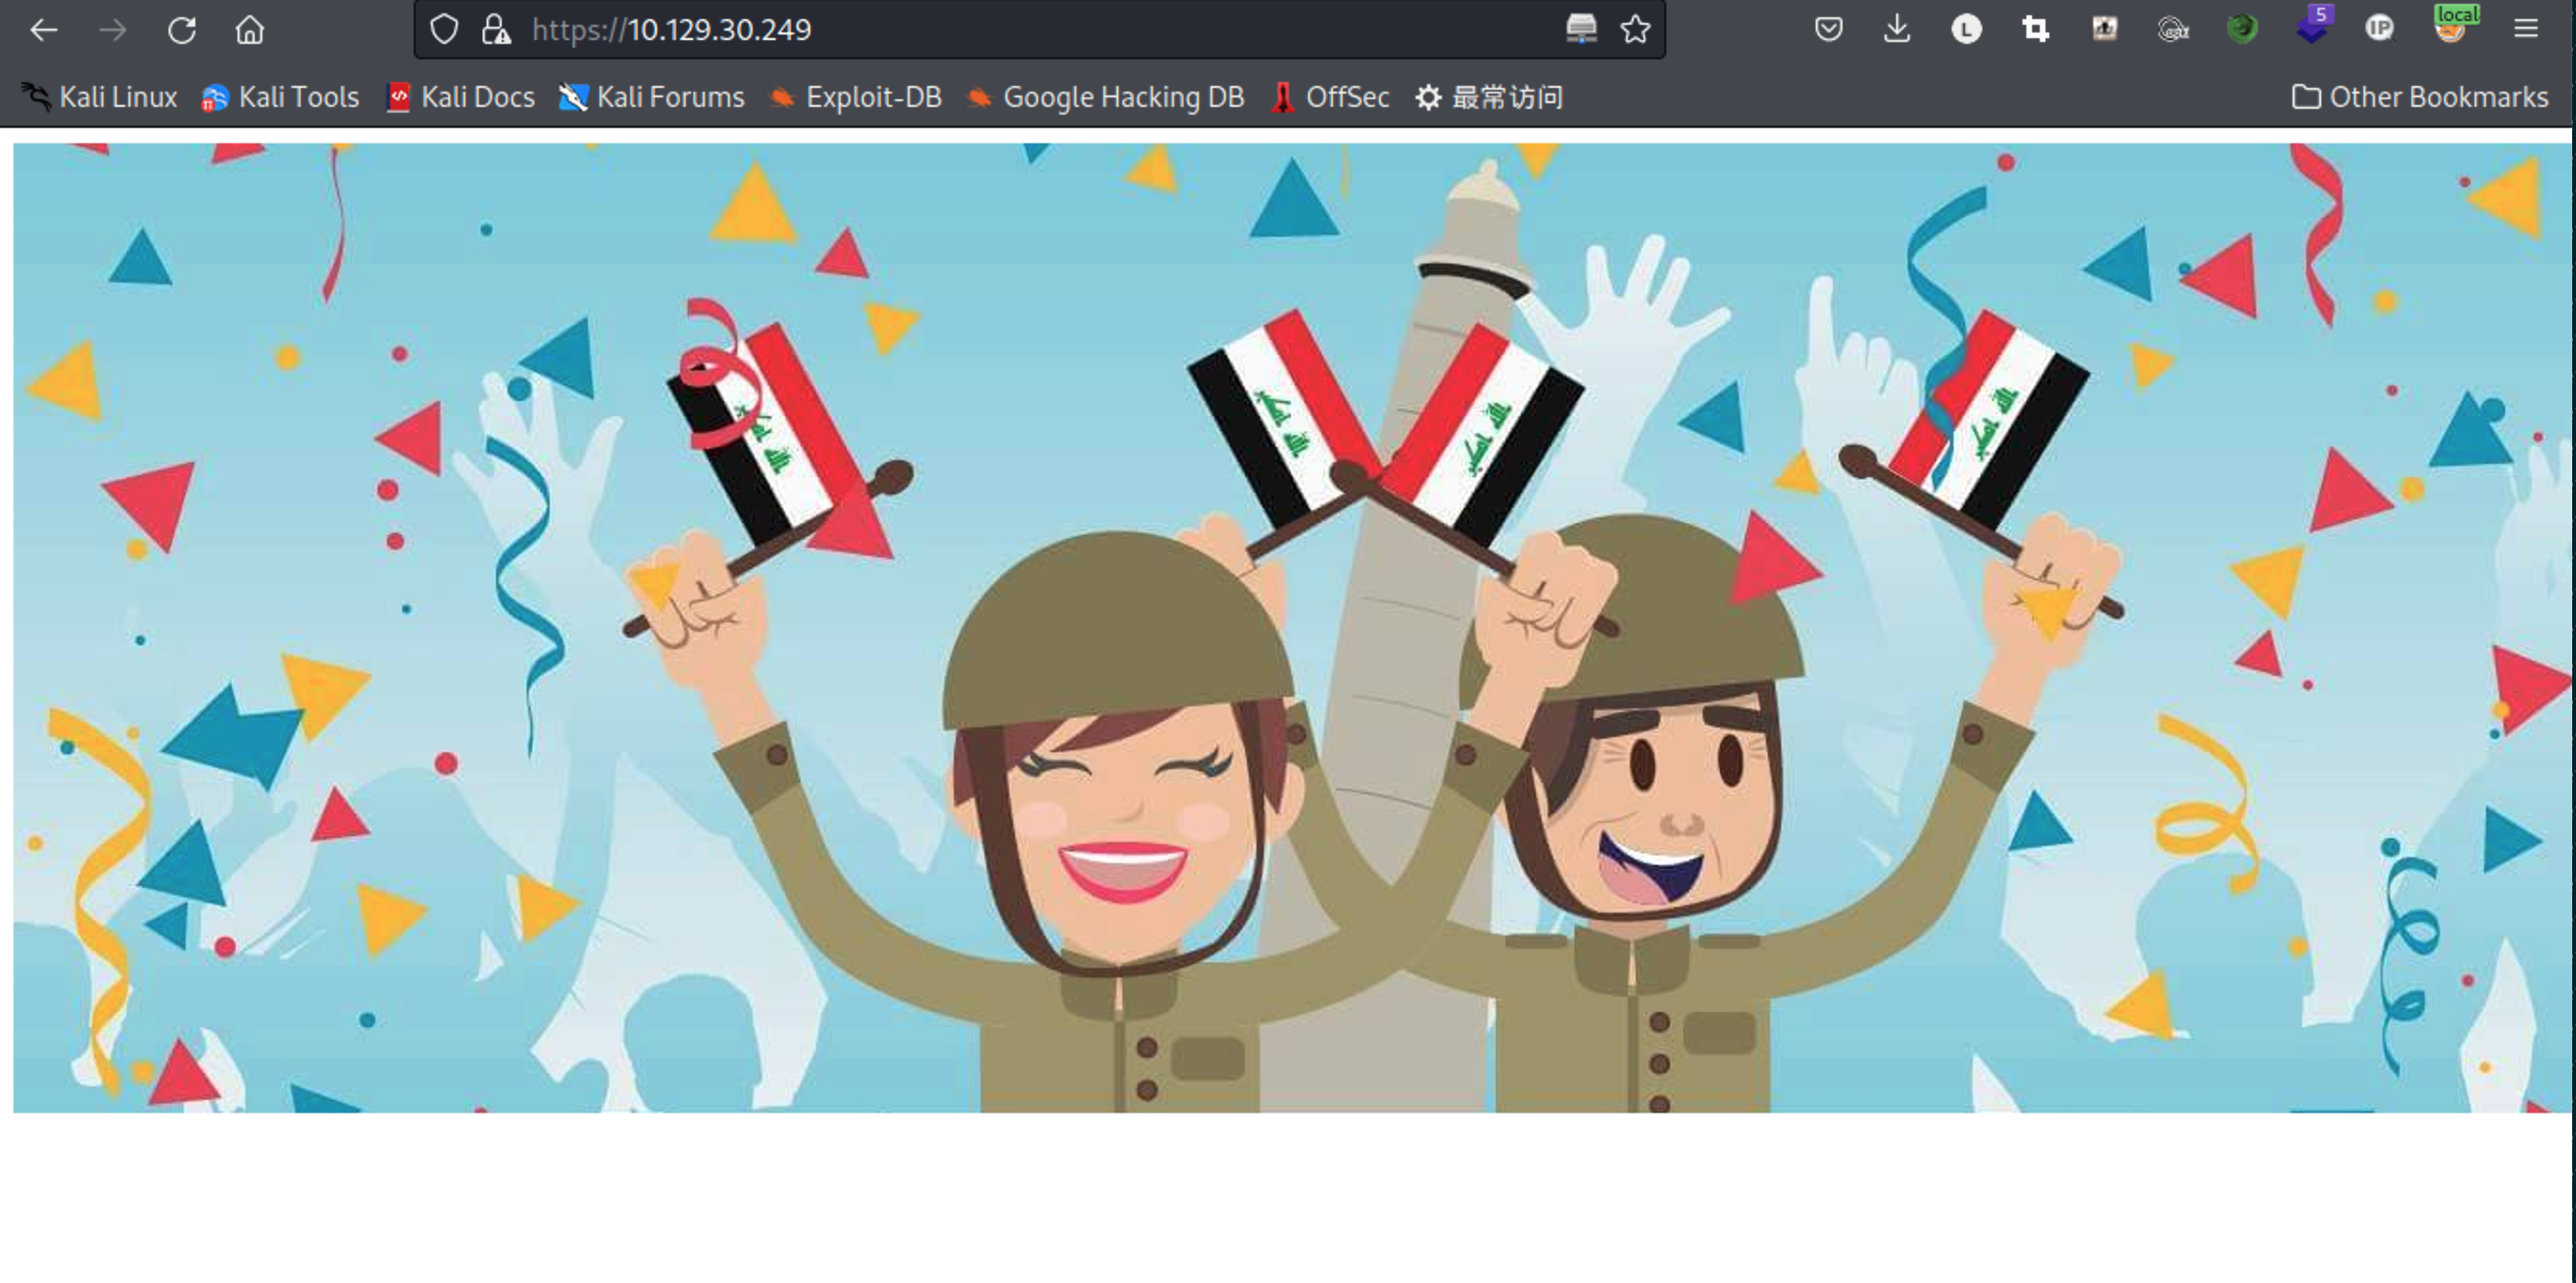 https://10.129.30.249
L
5
IP
local
Kali Linux Kali Tools Kali Docs Kali Forums Exploit-DB Google Hacking DB OffSec 最常访问 Other Bookmarks